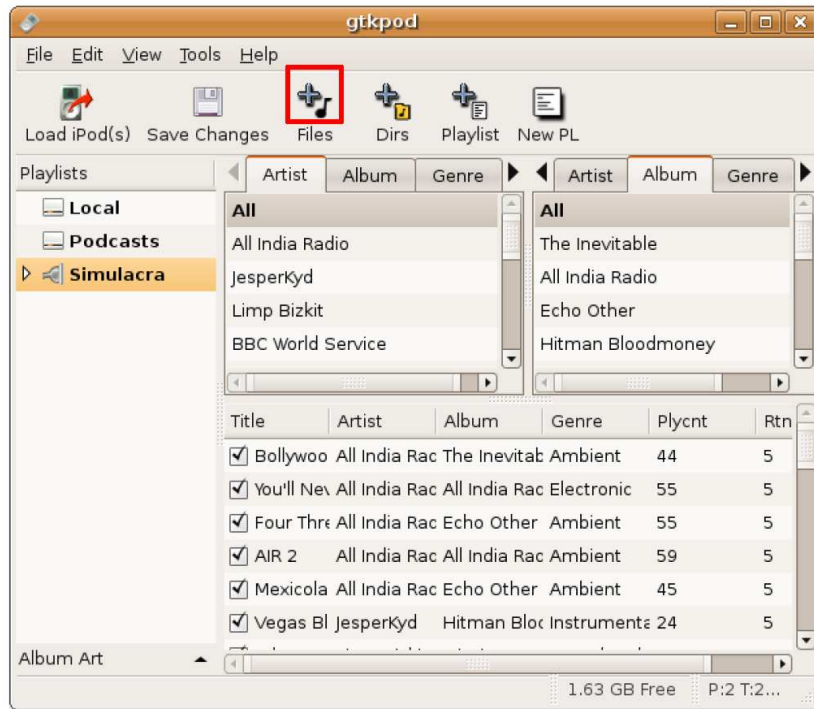 gtkpod
File Edit View Tools Help
Load iPod(s) Save Changes Files Dirs Playlist New PL
Playlists
Local
Podcasts
Simulacra
Artist Album Genre
All
All India Radio
JesperKyd
Limp Bizkit
BBC World Service
Artist Album Genre
All
The Inevitable
All India Radio
Echo Other
Hitman Bloodmoney
Title Artist Album Genre Plycnt Rtn
Bollywoo All India Rac The Inevitab Ambient 44 5
You'll Nev All India Rac All India Rac Electronic 55 5
Four Thre All India Rac Echo Other Ambient 55 5
AIR 2 All India Rac All India Rac Ambient 59 5
Mexicola All India Rac Echo Other Ambient 45 5
Vegas Bl JesperKyd Hitman Bloc Instrumenta 24 5
Album Art
1.63 GB Free P:2 T:2...